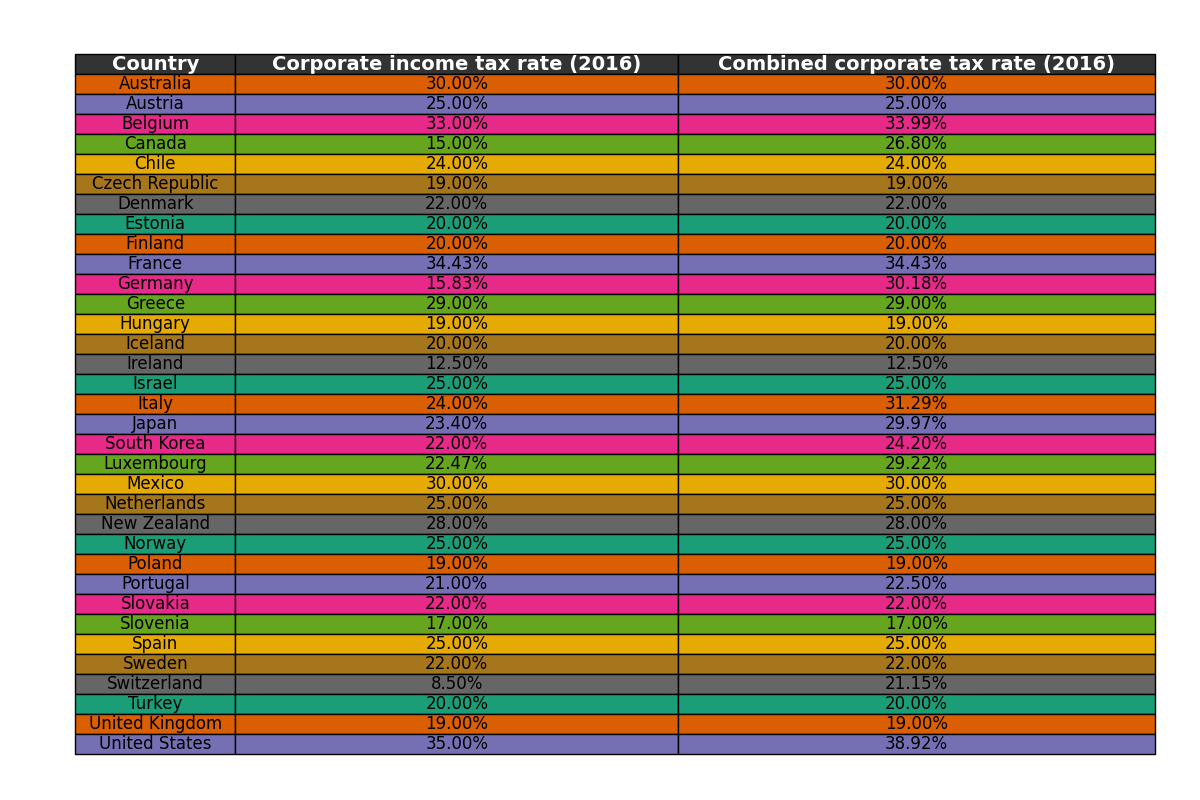 Country Corporate income tax rate (2016) Combined corporate tax rate (2016)
Australia 30.00% 30.00%
Austria 25.00% 25.00%
Belgium 33.00% 33.99%
Canada 15.00% 26.80%
Chile 24.00% 24.00%
Czech Republic 19.00% 19.00%
Denmark 22.00% 22.00%
Estonia 20.00% 20.00%
Finland 20.00% 20.00%
France 34.43% 34.43%
Germany 15.83% 30.18%
Greece 29.00% 29.00%
Hungary 19.00% 19.00%
Iceland 20.00% 20.00%
Ireland 12.50% 12.50%
Israel 25.00% 25.00%
Italy 24.00% 31.29%
Japan 23.40% 29.97%
South Korea 22.00% 24.20%
Luxembourg 22.47% 29.22%
Mexico 30.00% 30.00%
Netherlands 25.00% 25.00%
New Zealand 28.00% 28.00%
Norway 25.00% 25.00%
Poland 19.00% 19.00%
Portugal 21.00% 22.50%
Slovakia 22.00% 22.00%
Slovenia 17.00% 17.00%
Spain 25.00% 25.00%
Sweden 22.00% 22.00%
Switzerland 8.50% 21.15%
Turkey 20.00% 20.00%
United Kingdom 19.00% 19.00%
United States 35.00% 38.92%